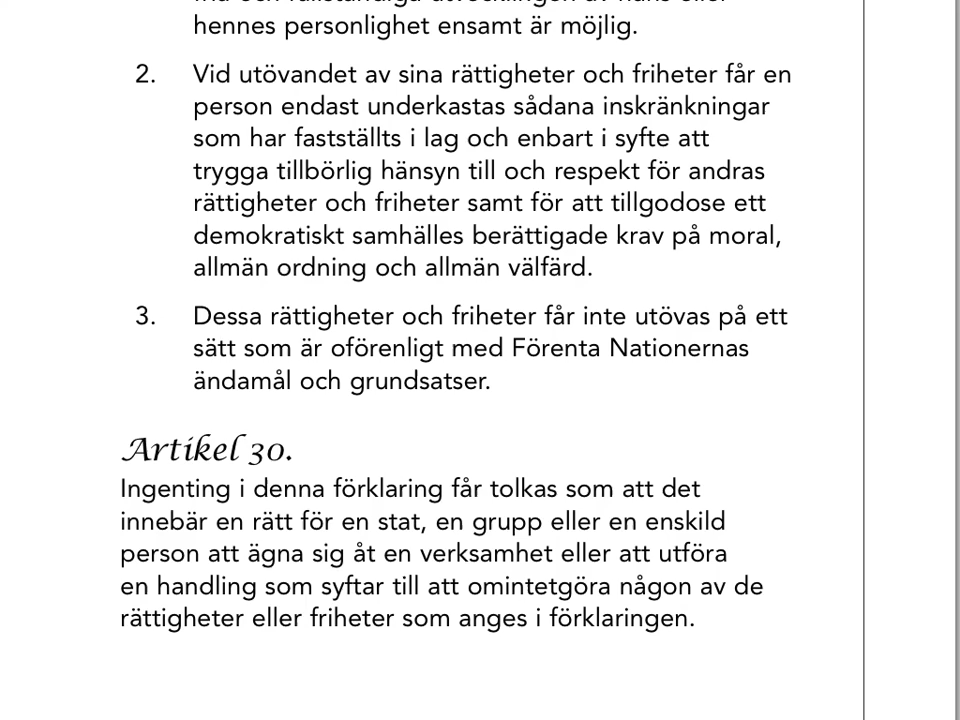 hennes personlighet ensamt är möjlig.
2. Vid utövandet av sina rättigheter och friheter får en
person endast underkastas sådana inskränkningar
som har fastställts i lag och enbart i syfte att
trygga tillbörlig hänsyn till och respekt för andras
rättigheter och friheter samt för att tillgodose ett
demokratiskt samhälles berättigade krav på moral,
allmän ordning och allmän välfärd.
3. Dessa rättigheter och friheter får inte utövas på ett
sätt som är oförenligt med Förenta Nationernas
ändamål och grundsatser.
Artikel 30.
Ingenting i denna förklaring får tolkas som att det
innebär en rätt för en stat, en grupp eller en enskild
person att ägna sig åt en verksamhet eller att utföra
en handling som syftar till att omintetgöra någon av de
rättigheter eller friheter som anges i förklaringen.